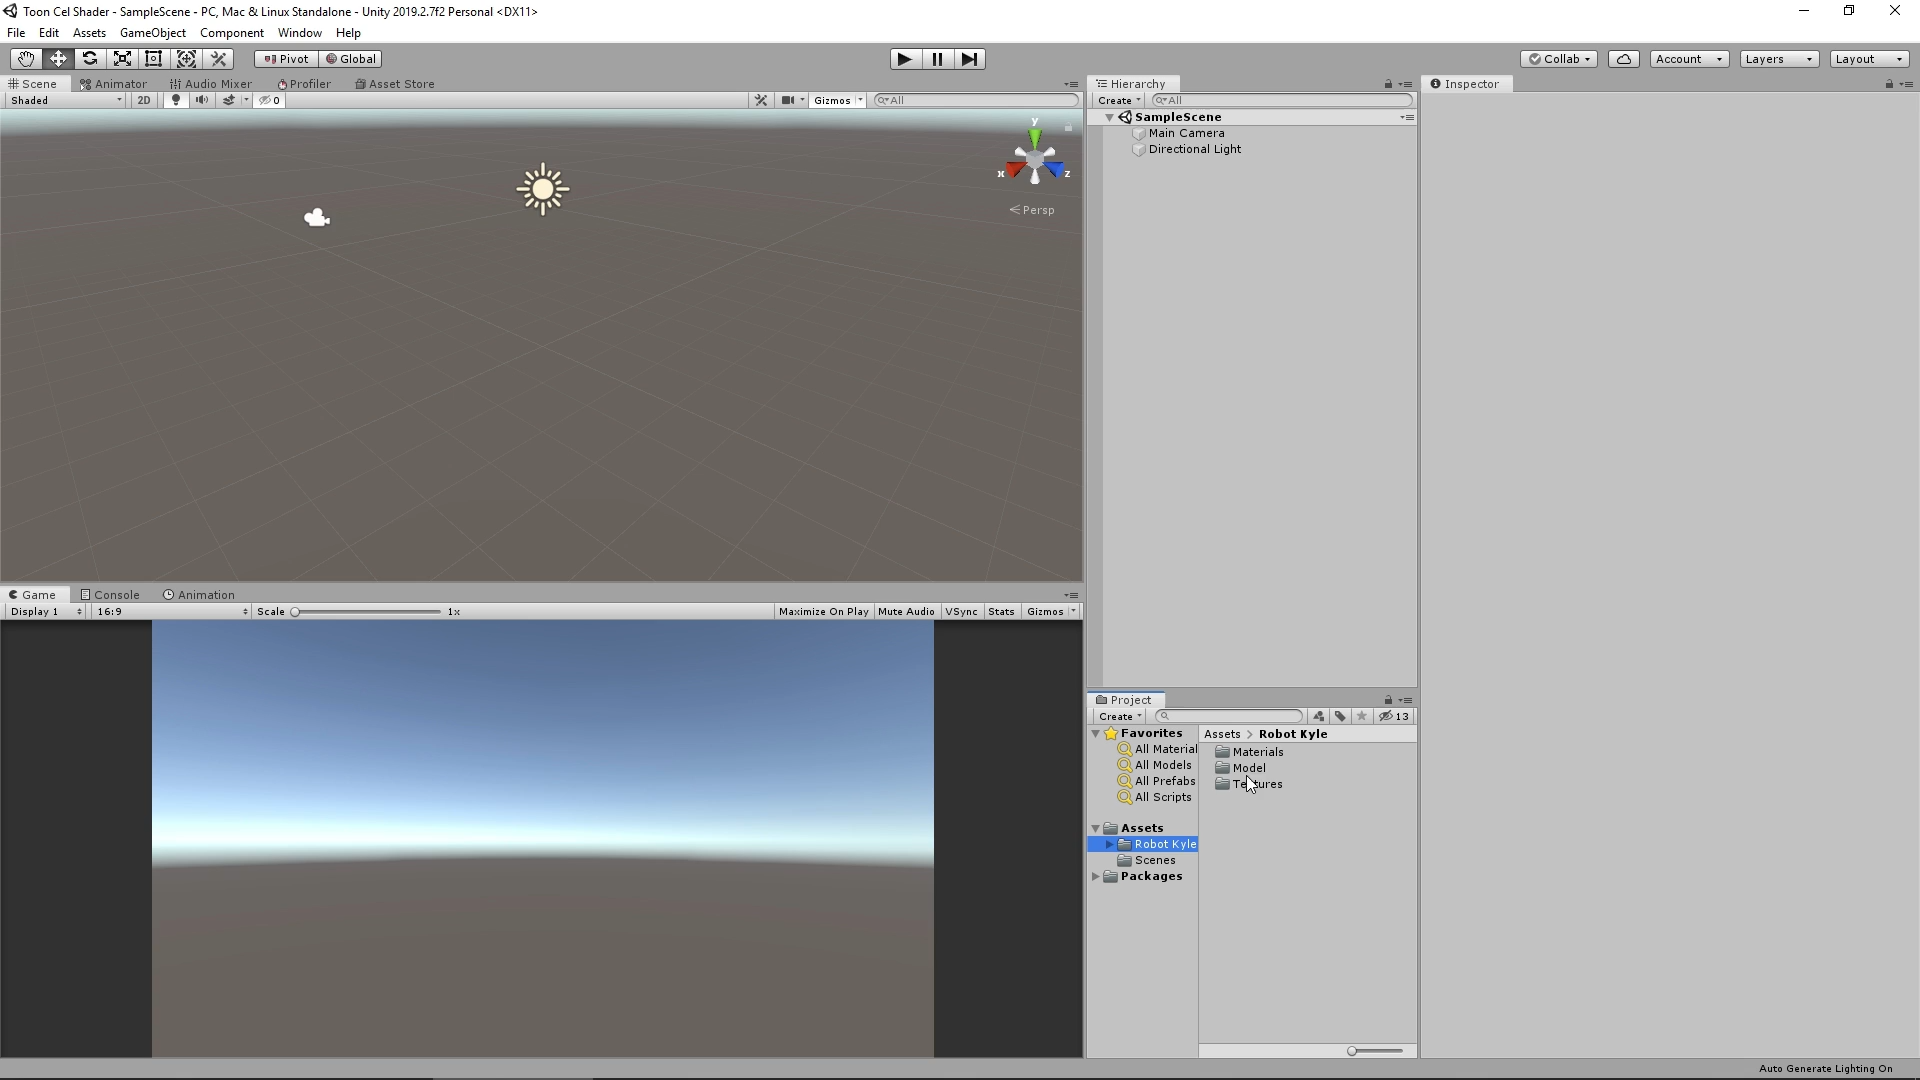 Toon Cel Shader - SampleScene - PC, Mac & Linux Standalone - Unity 2019.2.7f2 Personal <DX11>
File Edit Assets GameObject Component Window Help
Pivot Global Collab Account Layers Layout
Scene Animator Audio Mixer Profiler Asset Store
Shaded 2D 0 Gizmos All
y
x z
Persp
Hierarchy
Create All
SampleScene
Main Camera
Directional Light
Inspector
Game Console Animation
Display 1 16:9 Scale 1x Maximize On Play Mute Audio VSync Stats Gizmos
Project
Create 13
Favorites
All Material
All Models
All Prefabs
All Scripts
Assets
Robot Kyle
Scenes
Packages
Assets > Robot Kyle
Materials
Model
Textures
Auto Generate Lighting On